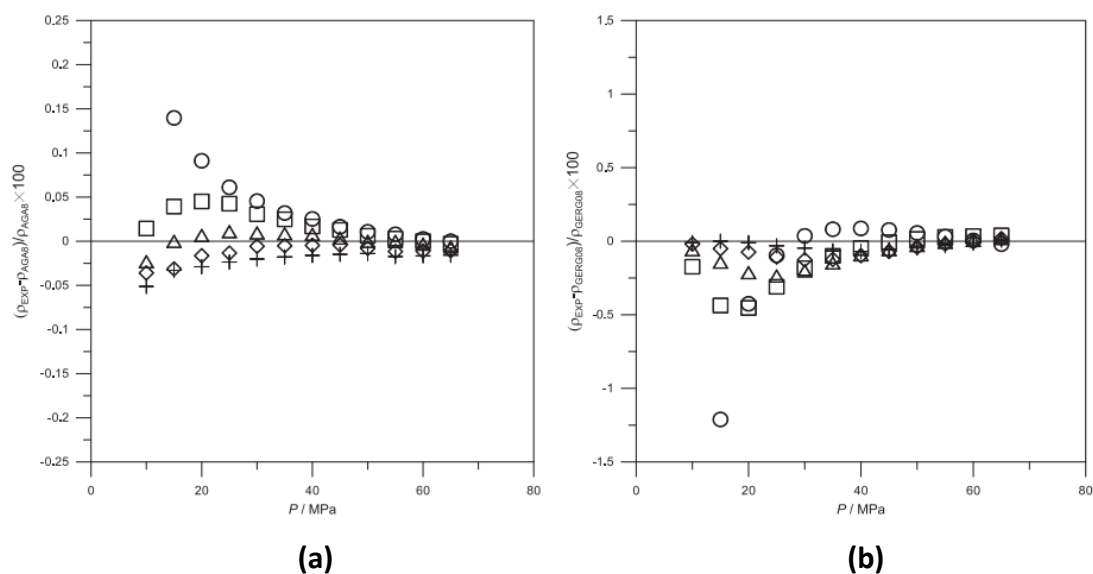 0.25
0.2
0.15
0.1
0.05
0
-0.05
-0.1
-0.15
-0.2
-0.25
(ρEXP-ρAGA8)/ρAGA8×100
0 20 40 60 80
P / MPa
(a)
1.5
1
0.5
0
-0.5
-1
-1.5
(ρEXP-ρGERG08)/ρGERG08×100
0 20 40 60 80
P / MPa
(b)